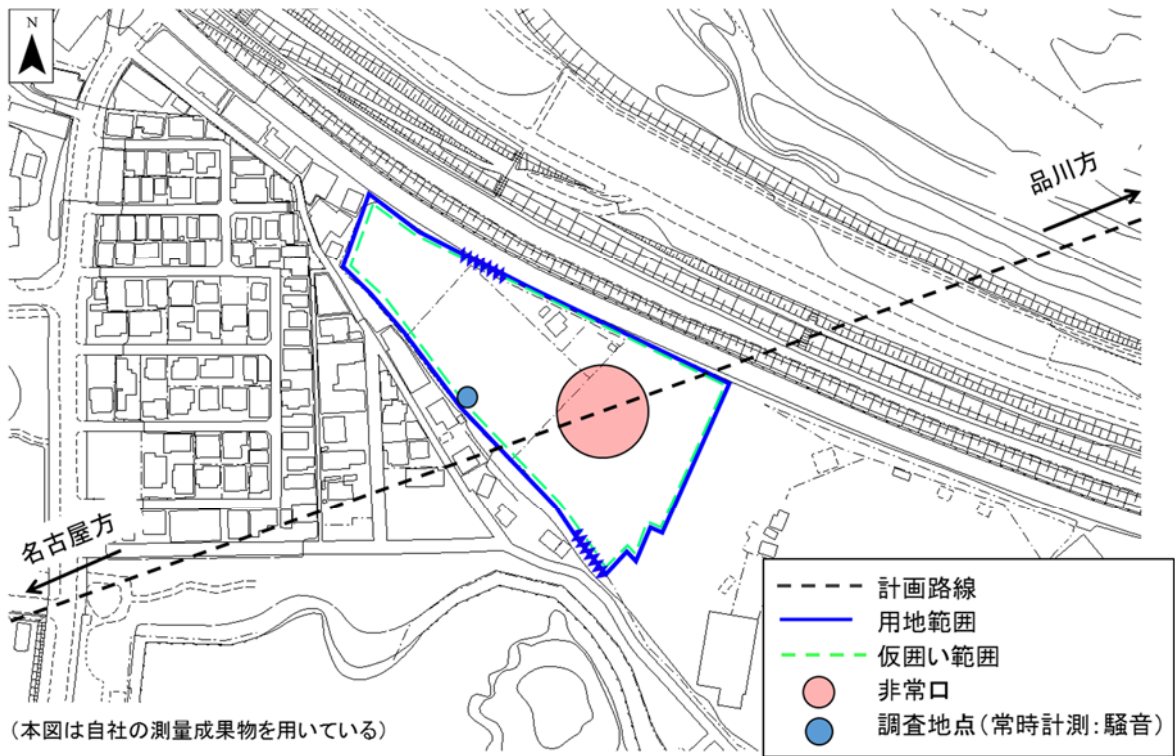 N
品川方
名古屋方
計画路線
用地範囲
仮囲い範囲
非常口
調査地点(常時計測:騒音)
(本図は自社の測量成果物を用いている)